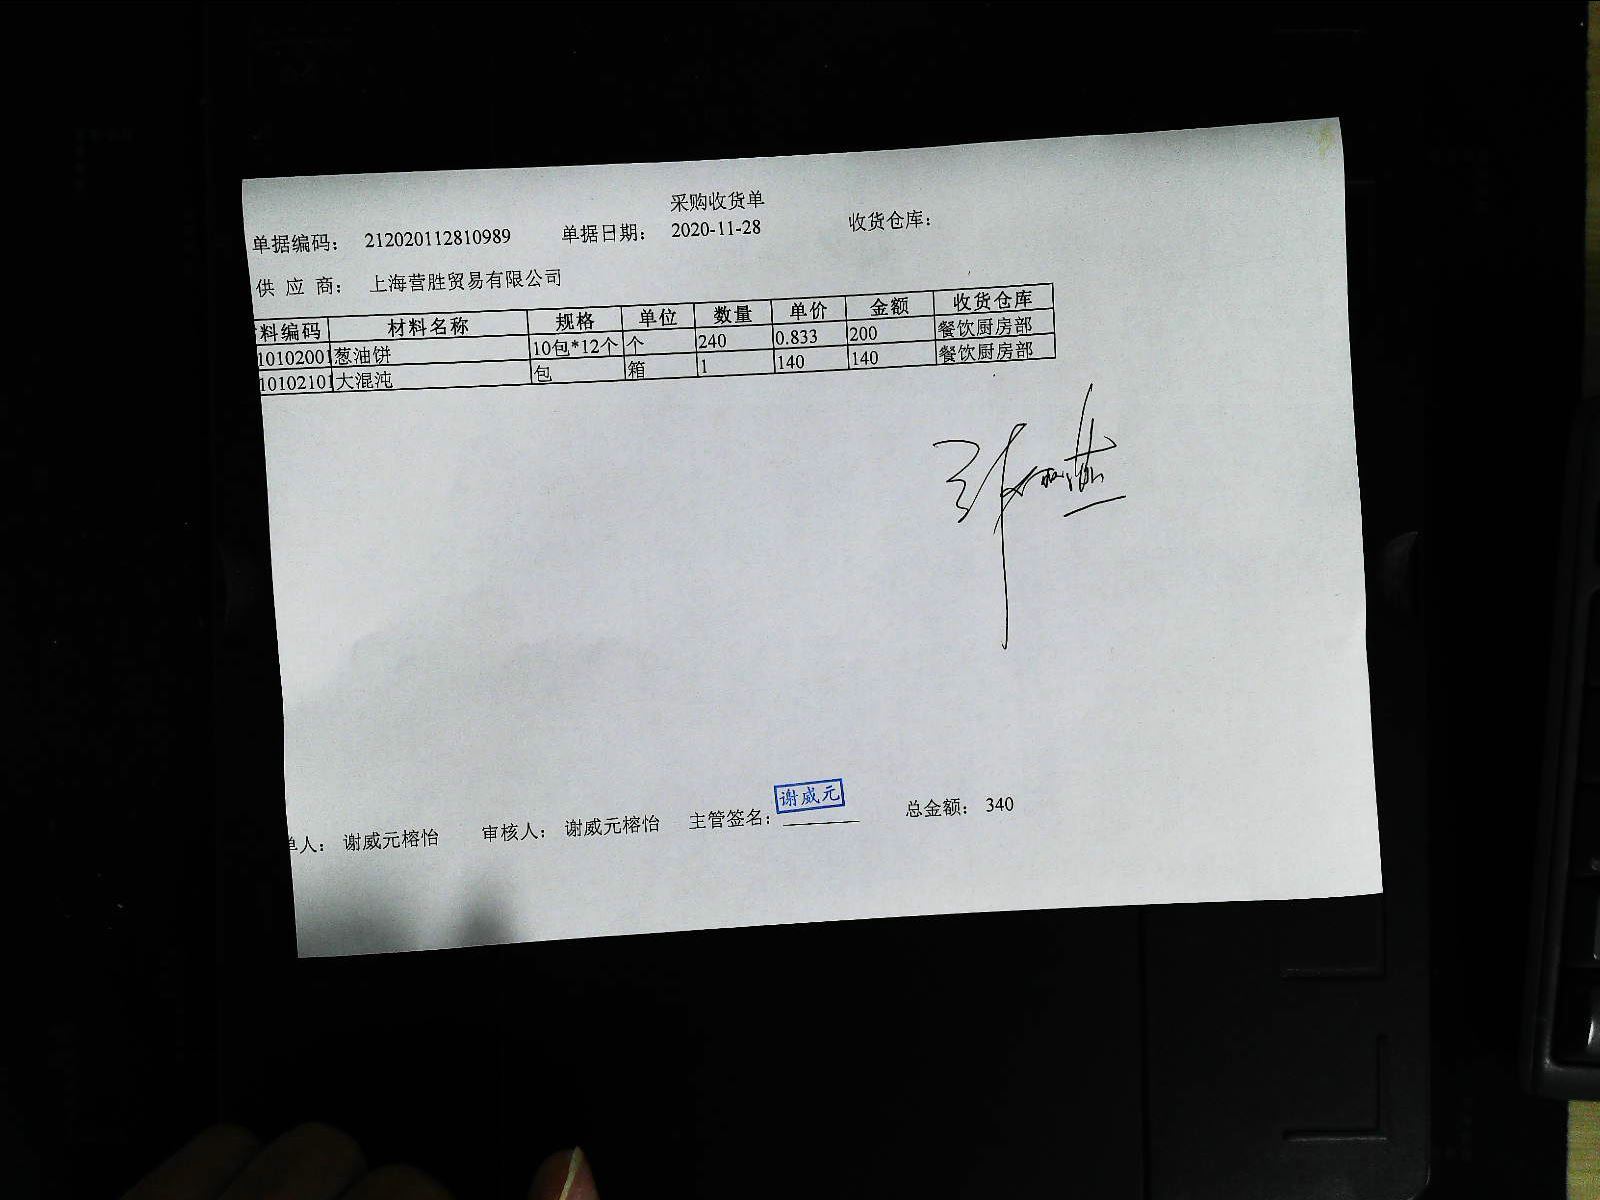 采购收货单
单据编码： 212020112810989 单据日期： 2020-11-28 收货仓库：
供 应 商： 上海营胜贸易有限公司
料编码 材料名称 规格 单位 数量 单价 金额 收货仓库
10102001 葱油饼 10包*12个 个 240 0.833 200 餐饮厨房部
10102101 大混沌 包 箱 1 140 140 餐饮厨房部
谢威元
单人： 谢威元榕怡 审核人： 谢威元榕怡 主管签名： 总金额： 340